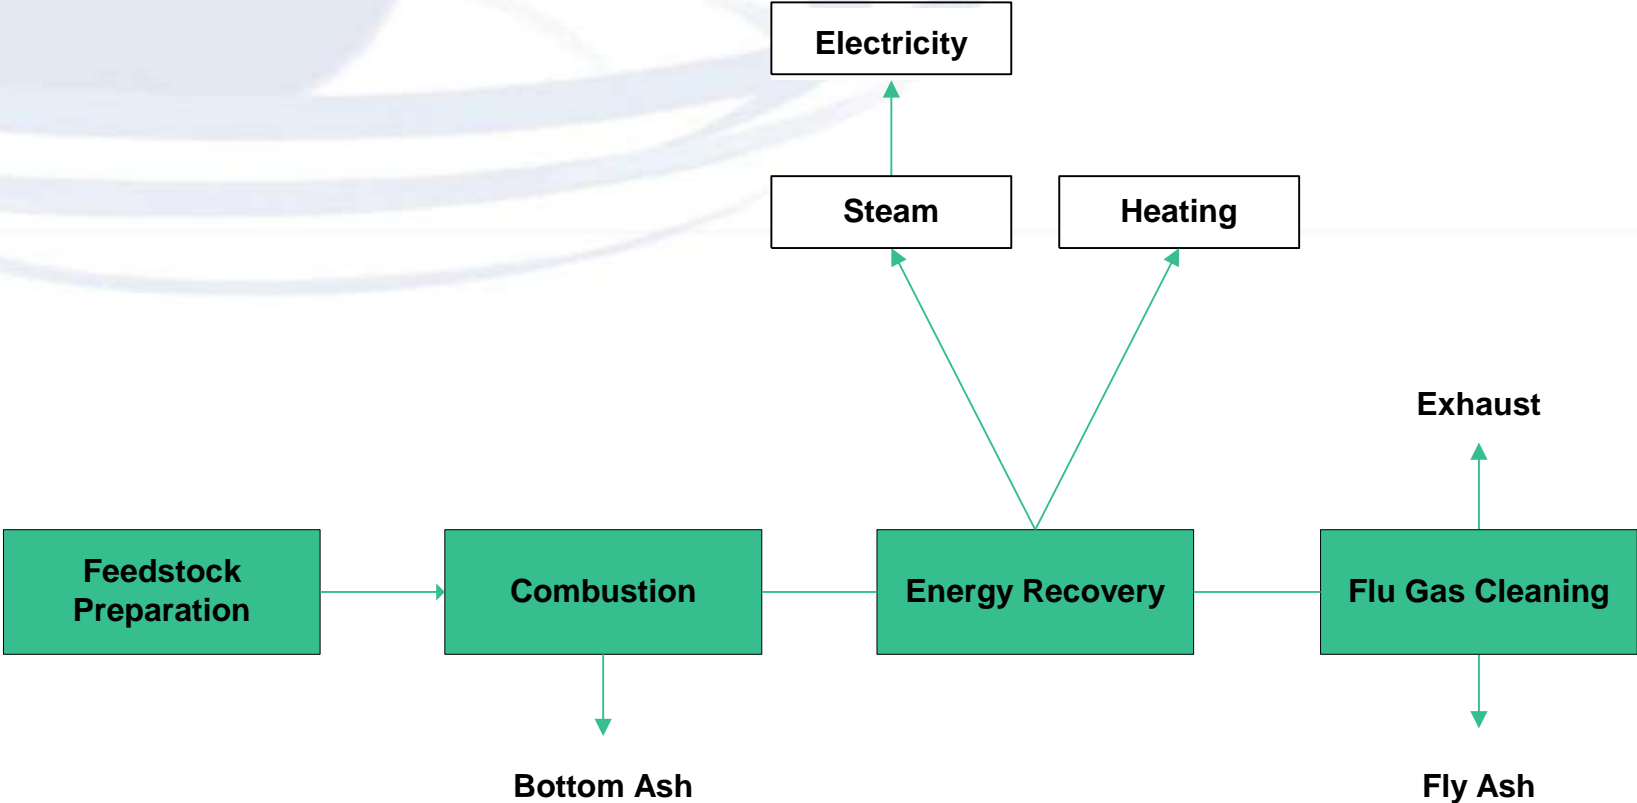 Electricity
Steam
Heating
Exhaust
Feedstock
Preparation
Combustion
Energy Recovery
Flu Gas Cleaning
Bottom Ash
Fly Ash